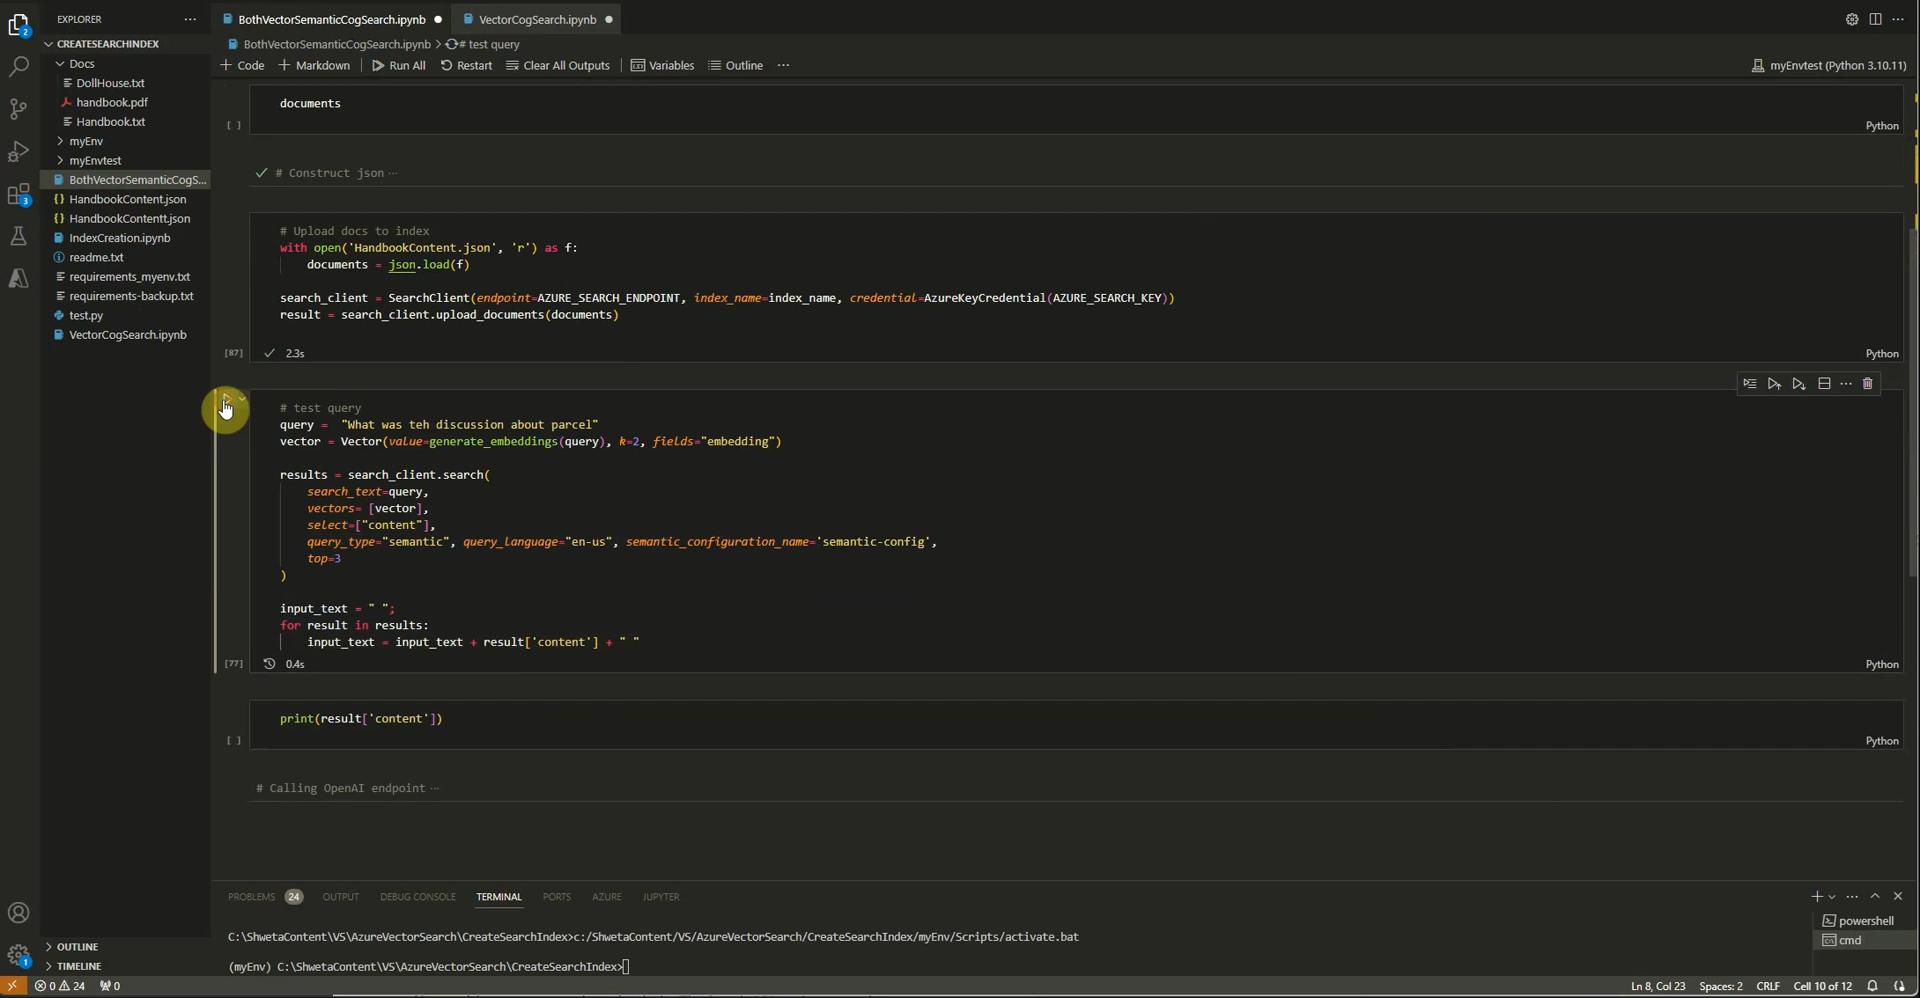 EXPLORER
CREATESEARCHINDEX
Docs
DollHouse.txt
handbook.pdf
Handbook.txt
myEnv
myEnvtest
BothVectorSemanticCogS...
HandbookContent.json
HandbookContentt.json
IndexCreation.ipynb
readme.txt
requirements_myenv.txt
requirements-backup.txt
test.py
VectorCogSearch.ipynb
OUTLINE
TIMELINE
2
3
1
BothVectorSemanticCogSearch.ipynb
VectorCogSearch.ipynb
BothVectorSemanticCogSearch.ipynb > # test query
Code Markdown Run All Restart Clear All Outputs Variables Outline ...
myEnvtest (Python 3.10.11)
documents
[ ] Python
# Construct json ...
# Upload docs to index
with open('HandbookContent.json', 'r') as f:
documents = json.load(f)
search_client = SearchClient(endpoint=AZURE_SEARCH_ENDPOINT, index_name=index_name, credential=AzureKeyCredential(AZURE_SEARCH_KEY))
result = search_client.upload_documents(documents)
[87] 2.3s Python
# test query
query = "What was teh discussion about parcel"
vector = Vector(value=generate_embeddings(query), k=2, fields="embedding")
results = search_client.search(
search_text=query,
vectors= [vector],
select=["content"],
query_type="semantic", query_language="en-us", semantic_configuration_name='semantic-config',
top=3
)
input_text = " ";
for result in results:
input_text = input_text + result['content'] + " "
[77] 0.4s Python
print(result['content'])
[ ] Python
# Calling OpenAI endpoint ...
PROBLEMS 24 OUTPUT DEBUG CONSOLE TERMINAL PORTS AZURE JUPYTER
C:\ShwetaContent\VS\AzureVectorSearch\CreateSearchIndex>c:/ShwetaContent/VS/AzureVectorSearch/CreateSearchIndex/myEnv/Scripts/activate.bat
(myEnv) C:\ShwetaContent\VS\AzureVectorSearch\CreateSearchIndex>
powershell
cmd
0 24 0
Ln 8, Col 23 Spaces: 2 CRLF Cell 10 of 12